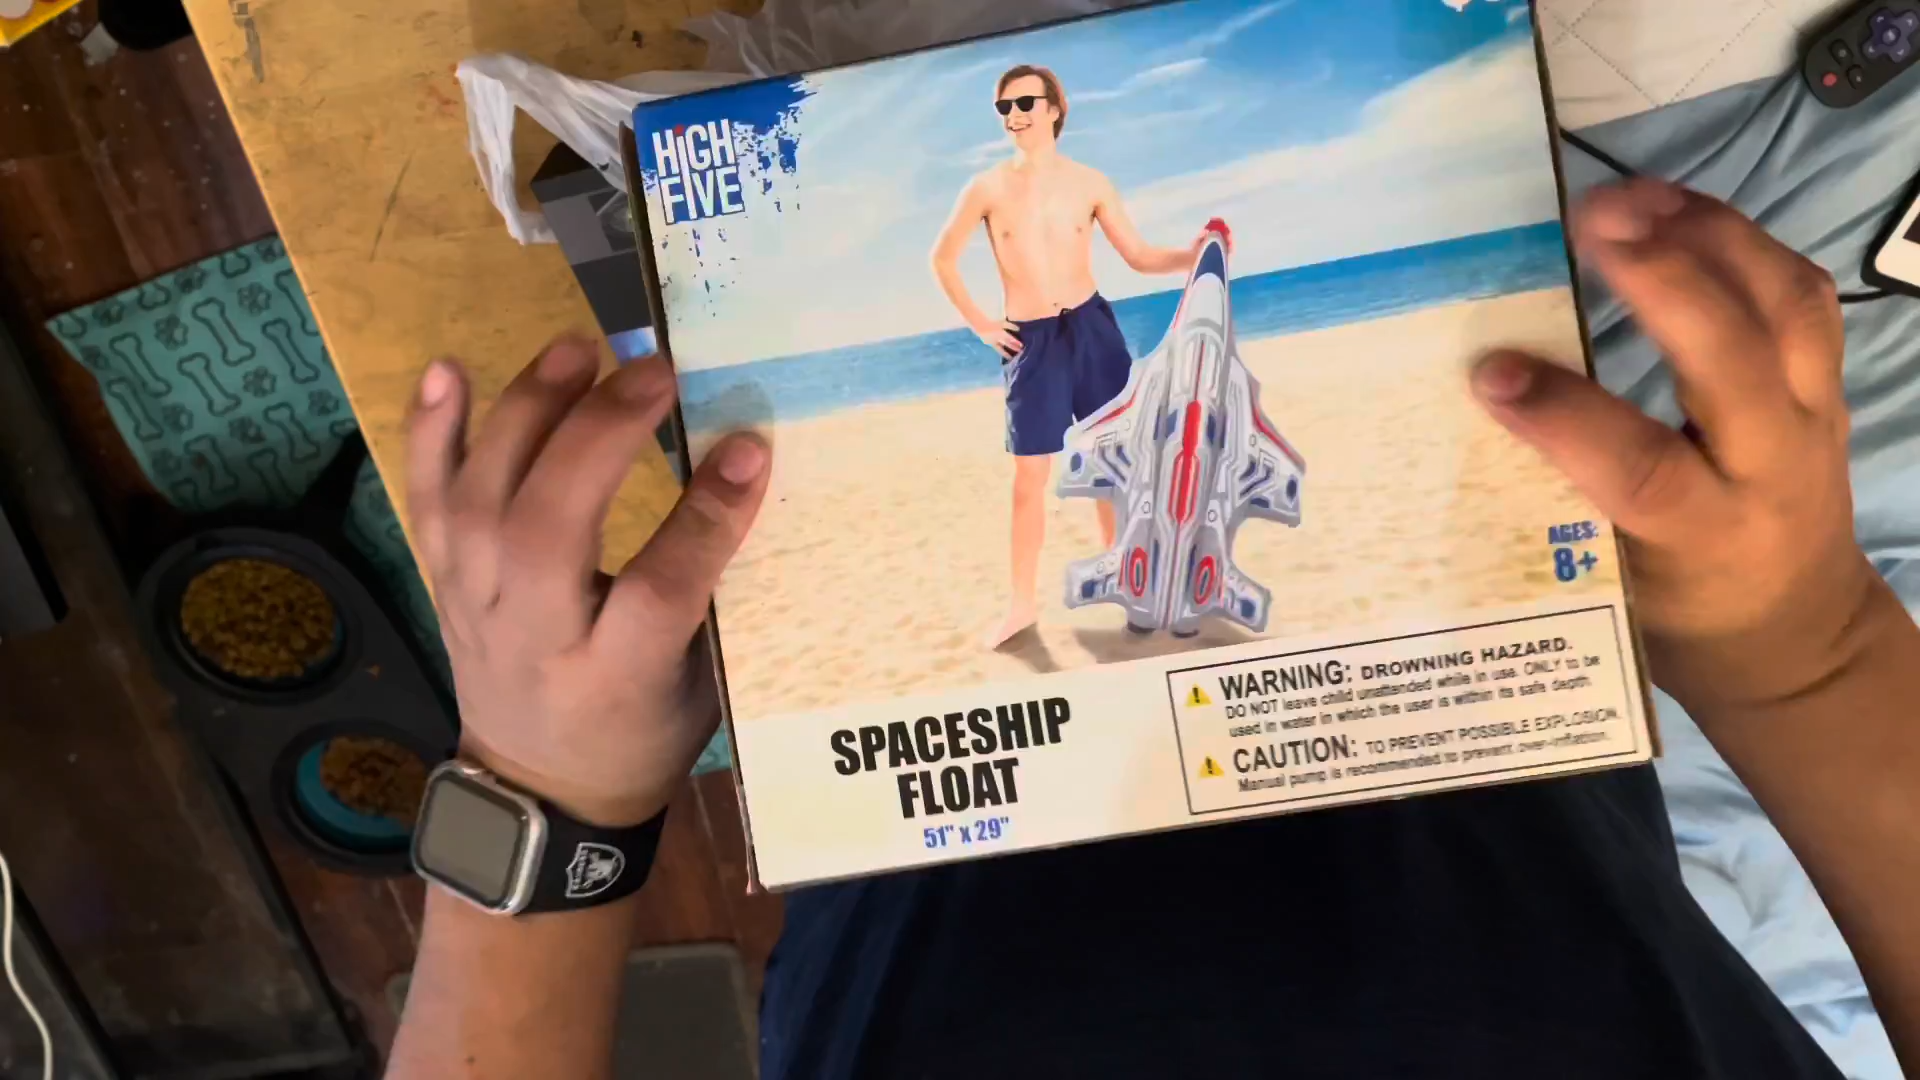 HiGH
FIVE
AGES:
8+
SPACESHIP
FLOAT
51" x 29"
WARNING: DROWNING HAZARD.
DO NOT leave child unattended while in use. ONLY to be
used in water in which the user is within its safe depth.
CAUTION: TO PREVENT POSSIBLE EXPLOSION.
Manual pump is recommended to prevent over-inflation.
RAIDERS